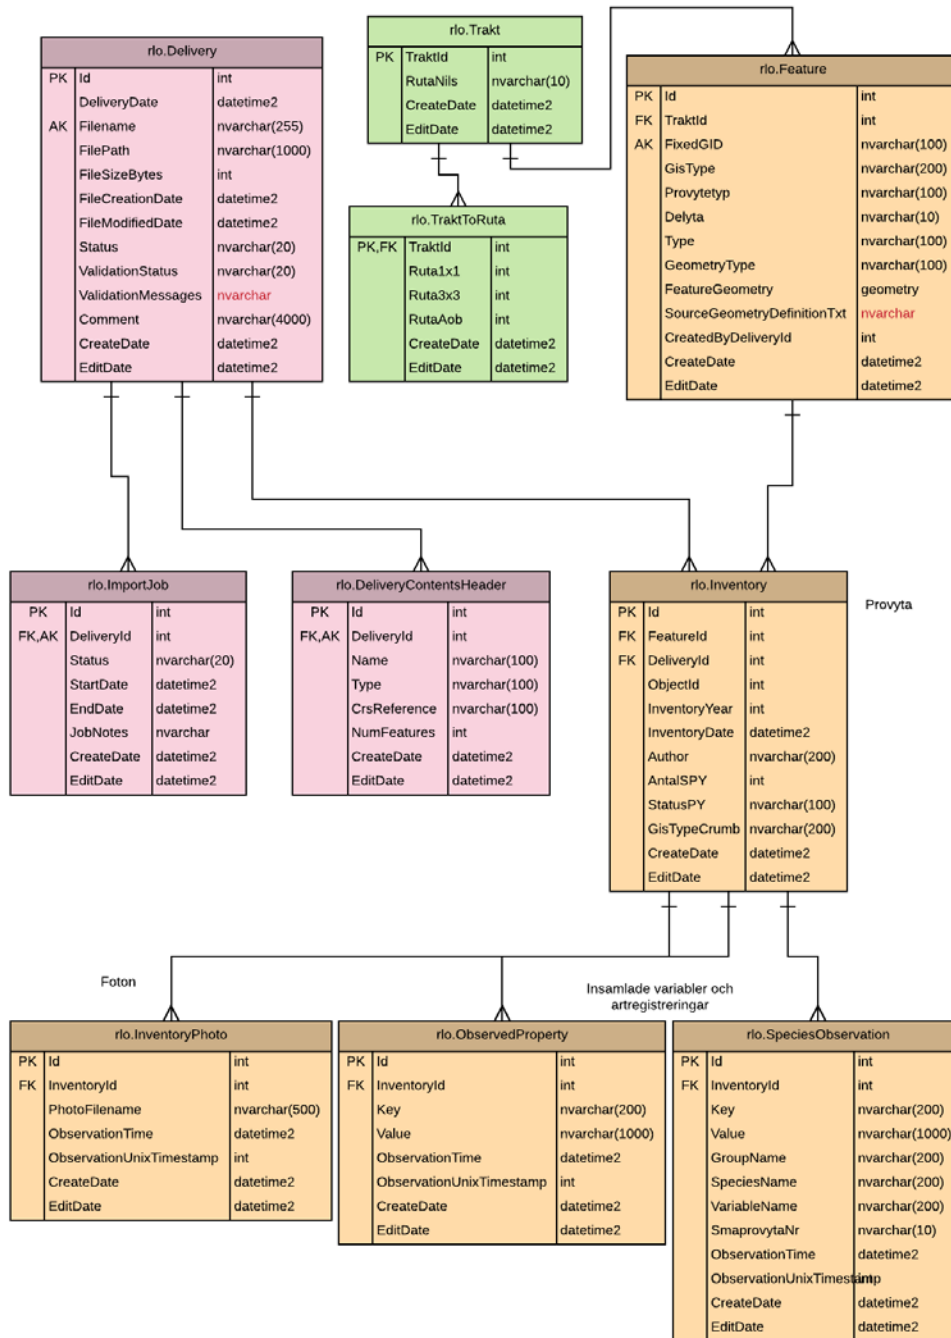 rlo.Delivery
PK Id int
DeliveryDate datetime2
AK Filename nvarchar(255)
FilePath nvarchar(1000)
FileSizeBytes int
FileCreationDate datetime2
FileModifiedDate datetime2
Status nvarchar(20)
ValidationStatus nvarchar(20)
ValidationMessages nvarchar
Comment nvarchar(4000)
CreateDate datetime2
EditDate datetime2
rlo.Trakt
PK TraktId int
RutaNils nvarchar(10)
CreateDate datetime2
EditDate datetime2
rlo.TraktToRuta
PK,FK TraktId int
Ruta1x1 int
Ruta3x3 int
RutaAob int
CreateDate datetime2
EditDate datetime2
rlo.Feature
PK Id int
FK TraktId int
AK FixedGID nvarchar(100)
GisType nvarchar(200)
Provytetyp nvarchar(100)
Delyta nvarchar(10)
Type nvarchar(100)
GeometryType nvarchar(100)
FeatureGeometry geometry
SourceGeometryDefinitionTxt nvarchar
CreatedByDeliveryId int
CreateDate datetime2
EditDate datetime2
rlo.ImportJob
PK Id int
FK,AK DeliveryId int
Status nvarchar(20)
StartDate datetime2
EndDate datetime2
JobNotes nvarchar
CreateDate datetime2
EditDate datetime2
rlo.DeliveryContentsHeader
PK Id int
FK,AK DeliveryId int
Name nvarchar(100)
Type nvarchar(100)
CrsReference nvarchar(100)
NumFeatures int
CreateDate datetime2
EditDate datetime2
rlo.Inventory
PK Id int
FK FeatureId int
FK DeliveryId int
ObjectId int
InventoryYear int
InventoryDate datetime2
Author nvarchar(200)
AntalSPY int
StatusPY nvarchar(100)
GisTypeCrumb nvarchar(200)
CreateDate datetime2
EditDate datetime2
Provyta
Foton
Insamlade variabler och
artregistreringar
rlo.InventoryPhoto
PK Id int
FK InventoryId int
PhotoFilename nvarchar(500)
ObservationTime datetime2
ObservationUnixTimestamp int
CreateDate datetime2
EditDate datetime2
rlo.ObservedProperty
PK Id int
FK InventoryId int
Key nvarchar(200)
Value nvarchar(1000)
ObservationTime datetime2
ObservationUnixTimestamp int
CreateDate datetime2
EditDate datetime2
rlo.SpeciesObservation
PK Id int
FK InventoryId int
Key nvarchar(200)
Value nvarchar(1000)
GroupName nvarchar(200)
SpeciesName nvarchar(200)
VariableName nvarchar(200)
SmaprovytaNr nvarchar(10)
ObservationTime datetime2
ObservationUnixTimestamp int
CreateDate datetime2
EditDate datetime2